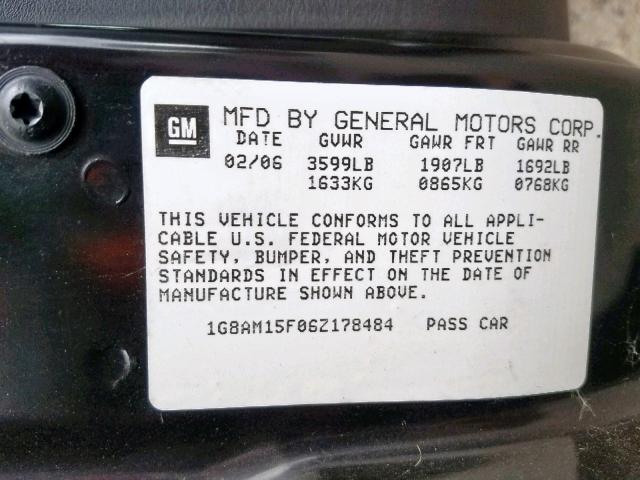 GM MFD BY GENERAL MOTORS CORP.
DATE GVWR GAWR FRT GAWR RR
02/06 3599LB 1907LB 1692LB
1633KG 0865KG 0768KG
THIS VEHICLE CONFORMS TO ALL APPLI-
CABLE U.S. FEDERAL MOTOR VEHICLE
SAFETY, BUMPER, AND THEFT PREVENTION
STANDARDS IN EFFECT ON THE DATE OF
MANUFACTURE SHOWN ABOVE.
1G8AM15F06Z178484 PASS CAR